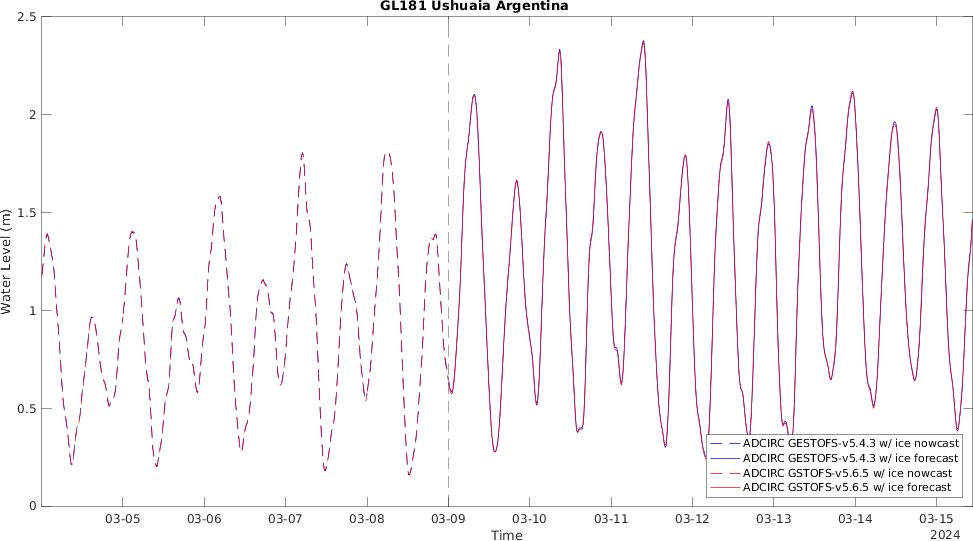 GL181 Ushuaia Argentina
2.5
2
1.5
1
0.5
0
Water Level (m)
ADCIRC GESTOFS-v5.4.3 w/ ice nowcast
ADCIRC GESTOFS-v5.4.3 w/ ice forecast
ADCIRC GSTOFS-v5.6.5 w/ ice nowcast
ADCIRC GSTOFS-v5.6.5 w/ ice forecast
03-05 03-06 03-07 03-08 03-09 03-10 03-11 03-12 03-13 03-14 03-15
Time
2024